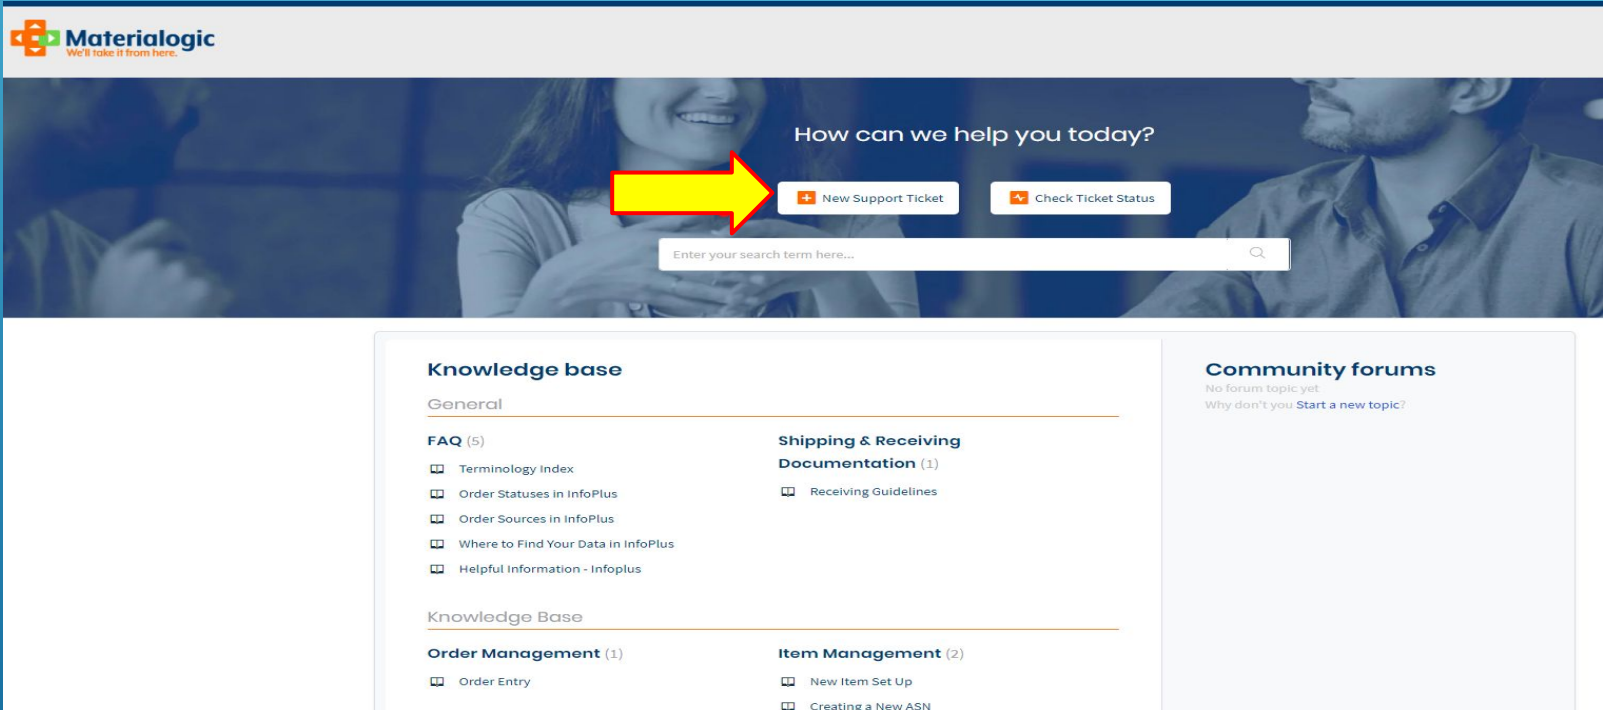 Materialogic
We'll take it from here.
How can we help you today?
New Support Ticket
Check Ticket Status
Enter your search term here...
Knowledge base
General
FAQ (5)
Terminology Index
Order Statuses in InfoPlus
Order Sources in InfoPlus
Where to Find Your Data in InfoPlus
Helpful Information - Infoplus
Shipping & Receiving
Documentation (1)
Receiving Guidelines
Knowledge Base
Order Management (1)
Order Entry
Item Management (2)
New Item Set Up
Creating a New ASN
Community forums
No forum topic yet
Why don't you Start a new topic?